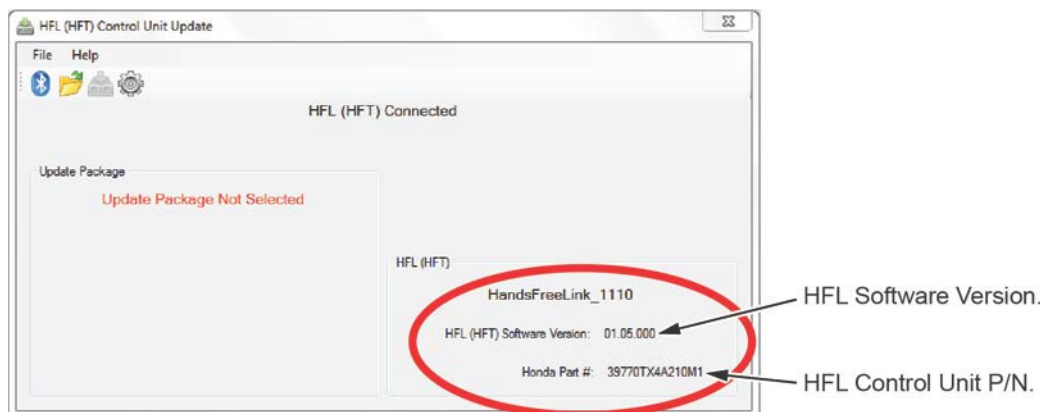 HFL (HFT) Control Unit Update
File Help
HFL (HFT) Connected
Update Package
Update Package Not Selected
HFL (HFT)
HandsFreeLink_1110
HFL (HFT) Software Version: 01.05.000
HFL Software Version.
Honda Part #: 39770TX4A210M1
HFL Control Unit P/N.